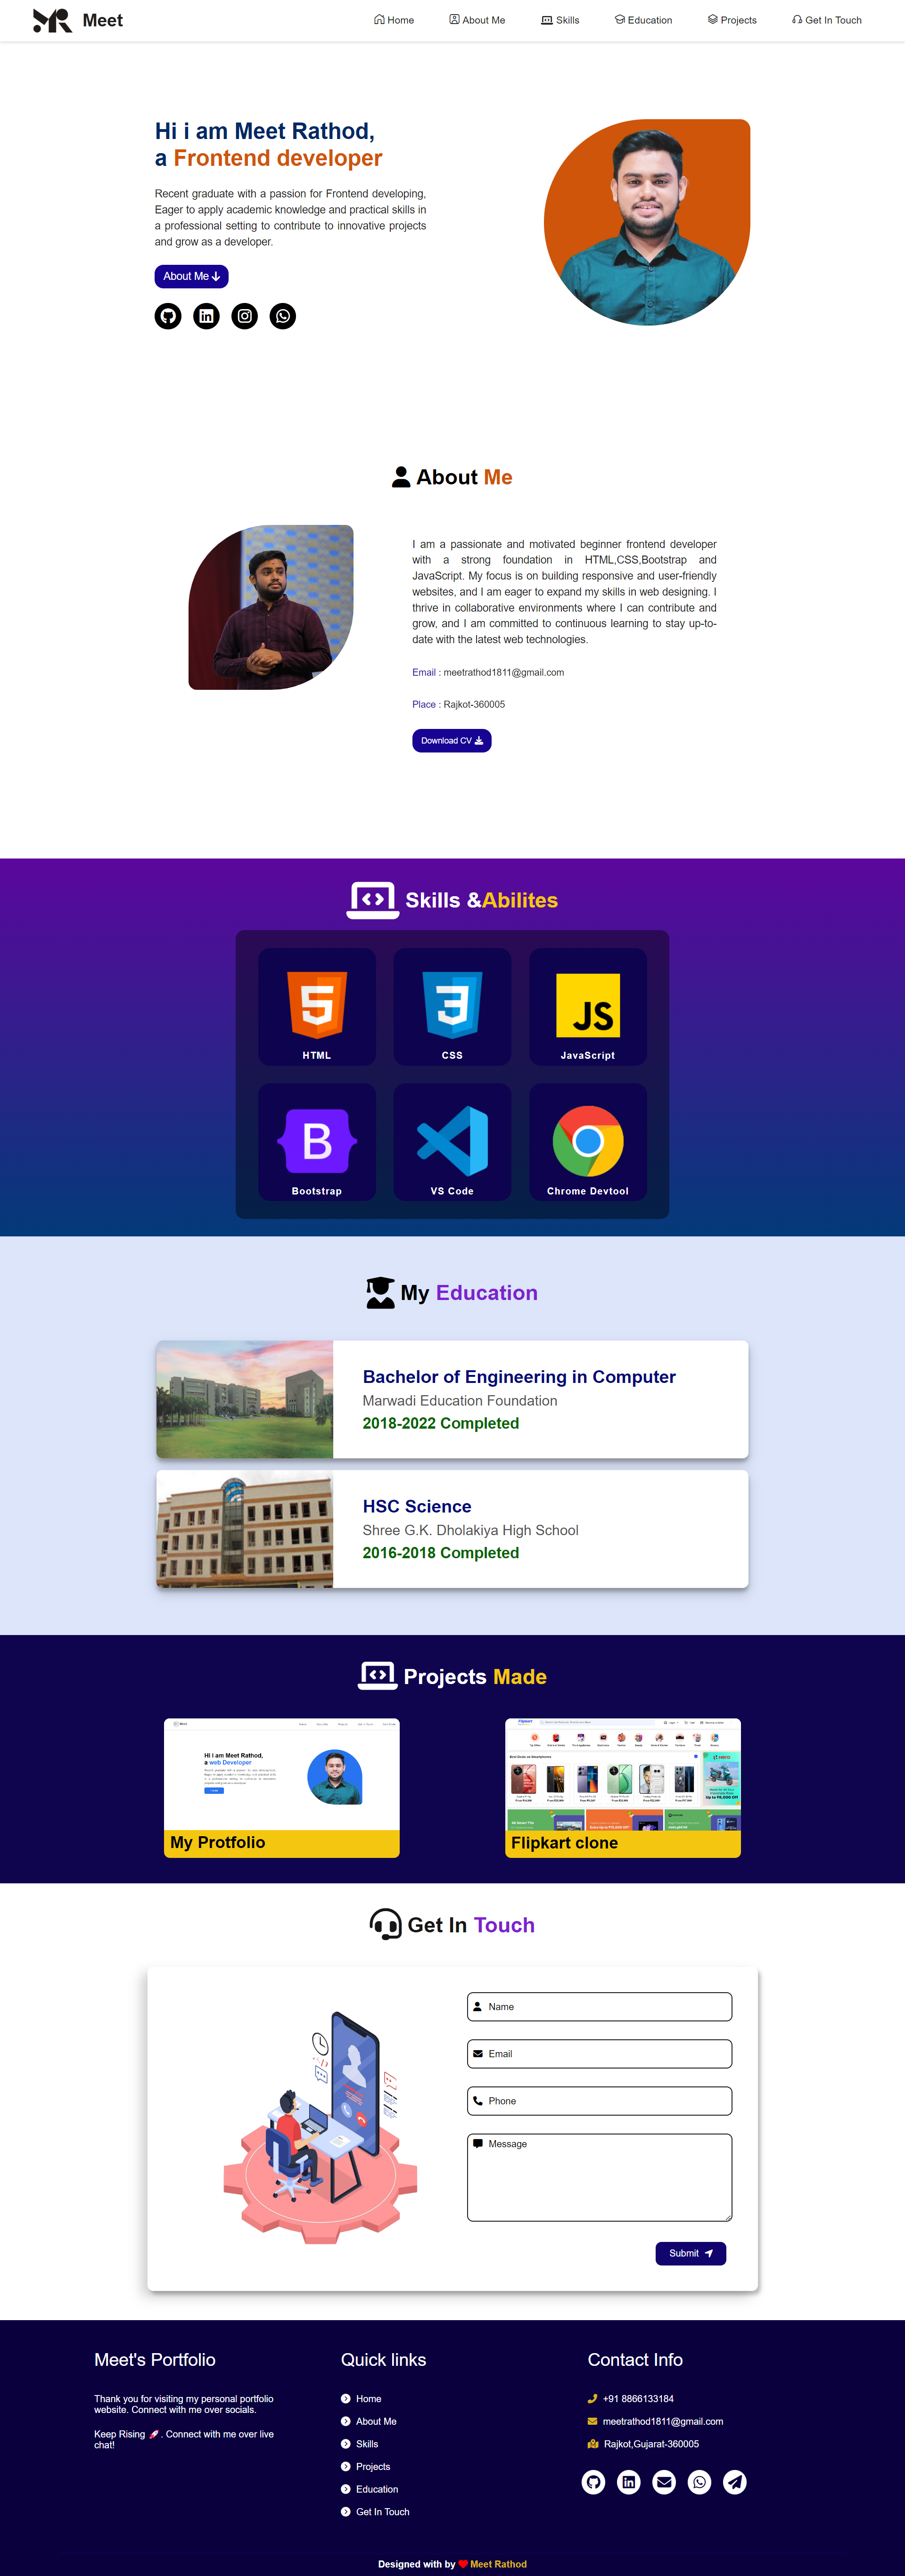 Meet
Home
About Me
Skills
Education
Projects
Get In Touch
Hi i am Meet Rathod,
a Frontend developer
Recent graduate with a passion for Frontend developing,
Eager to apply academic knowledge and practical skills in
a professional setting to contribute to innovative projects
and grow as a developer.
About Me
About Me
I am a passionate and motivated beginner frontend developer
with a strong foundation in HTML,CSS,Bootstrap and
JavaScript. My focus is on building responsive and user-friendly
websites, and I am eager to expand my skills in web designing. I
thrive in collaborative environments where I can contribute and
grow, and I am committed to continuous learning to stay up-to-
date with the latest web technologies.
Email : meetrathod1811@gmail.com
Place : Rajkot-360005
Download CV
Skills &Abilites
HTML
CSS
JS
JavaScript
B
Bootstrap
VS Code
Chrome Devtool
My Education
Bachelor of Engineering in Computer
Marwadi Education Foundation
2018-2022 Completed
HSC Science
Shree G.K. Dholakiya High School
2016-2018 Completed
Projects Made
Hi i am Meet Rathod,
a web Developer
My Protfolio
Flipkart
Flipkart clone
Get In Touch
Name
Email
Phone
Message
Submit
Meet's Portfolio
Thank you for visiting my personal portfolio
website. Connect with me over socials.
Keep Rising 🚀. Connect with me over live
chat!
Quick links
Home
About Me
Skills
Projects
Education
Get In Touch
Contact Info
+91 8866133184
meetrathod1811@gmail.com
Rajkot,Gujarat-360005
Designed with by ❤ Meet Rathod